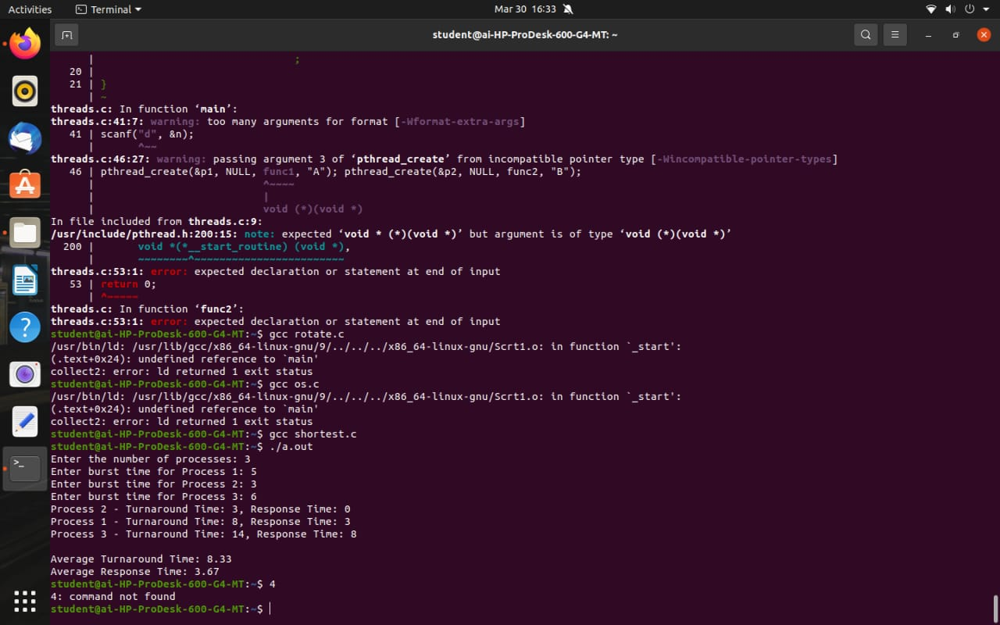 Activities Terminal Mar 30 16:33
student@ai-HP-ProDesk-600-G4-MT: ~
| ;
20 |
21 | }
| ~
threads.c: In function ‘main’:
threads.c:41:7: warning: too many arguments for format [-Wformat-extra-args]
41 | scanf("d", &n);
| ^~~
threads.c:46:27: warning: passing argument 3 of ‘pthread_create’ from incompatible pointer type [-Wincompatible-pointer-types]
46 | pthread_create(&p1, NULL, func1, "A"); pthread_create(&p2, NULL, func2, "B");
| ^~~~~
| |
| void (*)(void *)
In file included from threads.c:9:
/usr/include/pthread.h:200:15: note: expected ‘void * (*)(void *)’ but argument is of type ‘void (*)(void *)’
200 | void *(*__start_routine) (void *),
| ~~~~~~~~^~~~~~~~~~~~~~~~~~~~~~~~~
threads.c:53:1: error: expected declaration or statement at end of input
53 | return 0;
| ^~~~~~
threads.c: In function ‘func2’:
threads.c:53:1: error: expected declaration or statement at end of input
student@ai-HP-ProDesk-600-G4-MT:~$ gcc rotate.c
/usr/bin/ld: /usr/lib/gcc/x86_64-linux-gnu/9/../../../x86_64-linux-gnu/Scrt1.o: in function `_start':
(.text+0x24): undefined reference to `main'
collect2: error: ld returned 1 exit status
student@ai-HP-ProDesk-600-G4-MT:~$ gcc os.c
/usr/bin/ld: /usr/lib/gcc/x86_64-linux-gnu/9/../../../x86_64-linux-gnu/Scrt1.o: in function `_start':
(.text+0x24): undefined reference to `main'
collect2: error: ld returned 1 exit status
student@ai-HP-ProDesk-600-G4-MT:~$ gcc shortest.c
student@ai-HP-ProDesk-600-G4-MT:~$ ./a.out
Enter the number of processes: 3
Enter burst time for Process 1: 5
Enter burst time for Process 2: 3
Enter burst time for Process 3: 6
Process 2 - Turnaround Time: 3, Response Time: 0
Process 1 - Turnaround Time: 8, Response Time: 3
Process 3 - Turnaround Time: 14, Response Time: 8
Average Turnaround Time: 8.33
Average Response Time: 3.67
student@ai-HP-ProDesk-600-G4-MT:~$ 4
4: command not found
student@ai-HP-ProDesk-600-G4-MT:~$